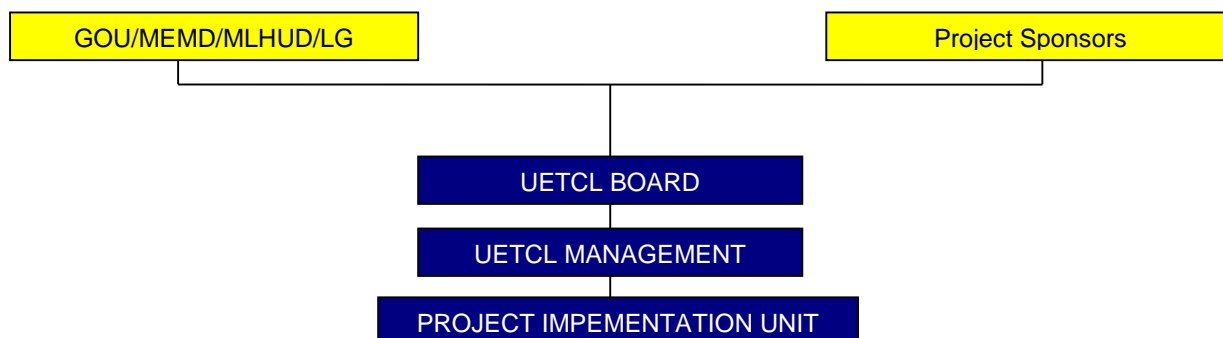 GOU/MEMD/MLHUD/LG
Project Sponsors
UETCL BOARD
UETCL MANAGEMENT
PROJECT IMPEMENTATION UNIT